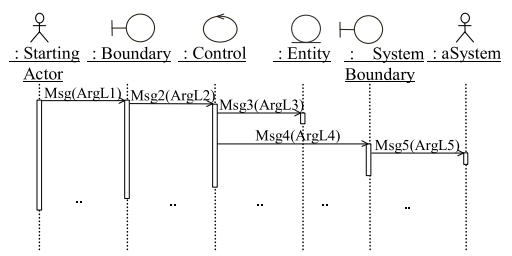 : Starting : Boundary : Control : Entity : System : aSystem
Actor Boundary
Msg(ArgL1) Msg2(ArgL2)
Msg3(ArgL3)
Msg4(ArgL4)
Msg5(ArgL5)
.. .. .. .. ..